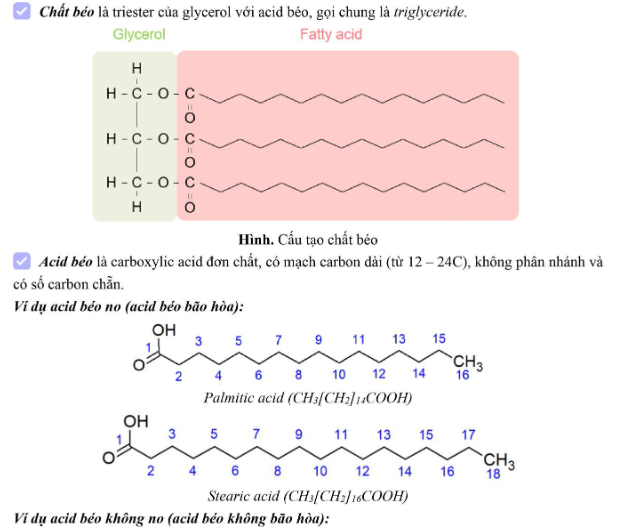 Chất béo là triester của glycerol với acid béo, gọi chung là triglyceride.
Glycerol Fatty acid
H
H - C - O - C
O
H - C - O - C
O
H - C - O - C
H O
Hình. Cấu tạo chất béo
Acid béo là carboxylic acid đơn chất, có mạch carbon dài (từ 12 – 24C), không phân nhánh và
có số carbon chẵn.
Ví dụ acid béo no (acid béo bão hòa):
OH
1 3 5 7 9 11 13 15
O CH3
2 4 6 8 10 12 14 16
Palmitic acid (CH3[CH2]14COOH)
OH
1 3 5 7 9 11 13 15 17
O CH3
2 4 6 8 10 12 14 16 18
Stearic acid (CH3[CH2]16COOH)
Ví dụ acid béo không no (acid béo không bão hòa):